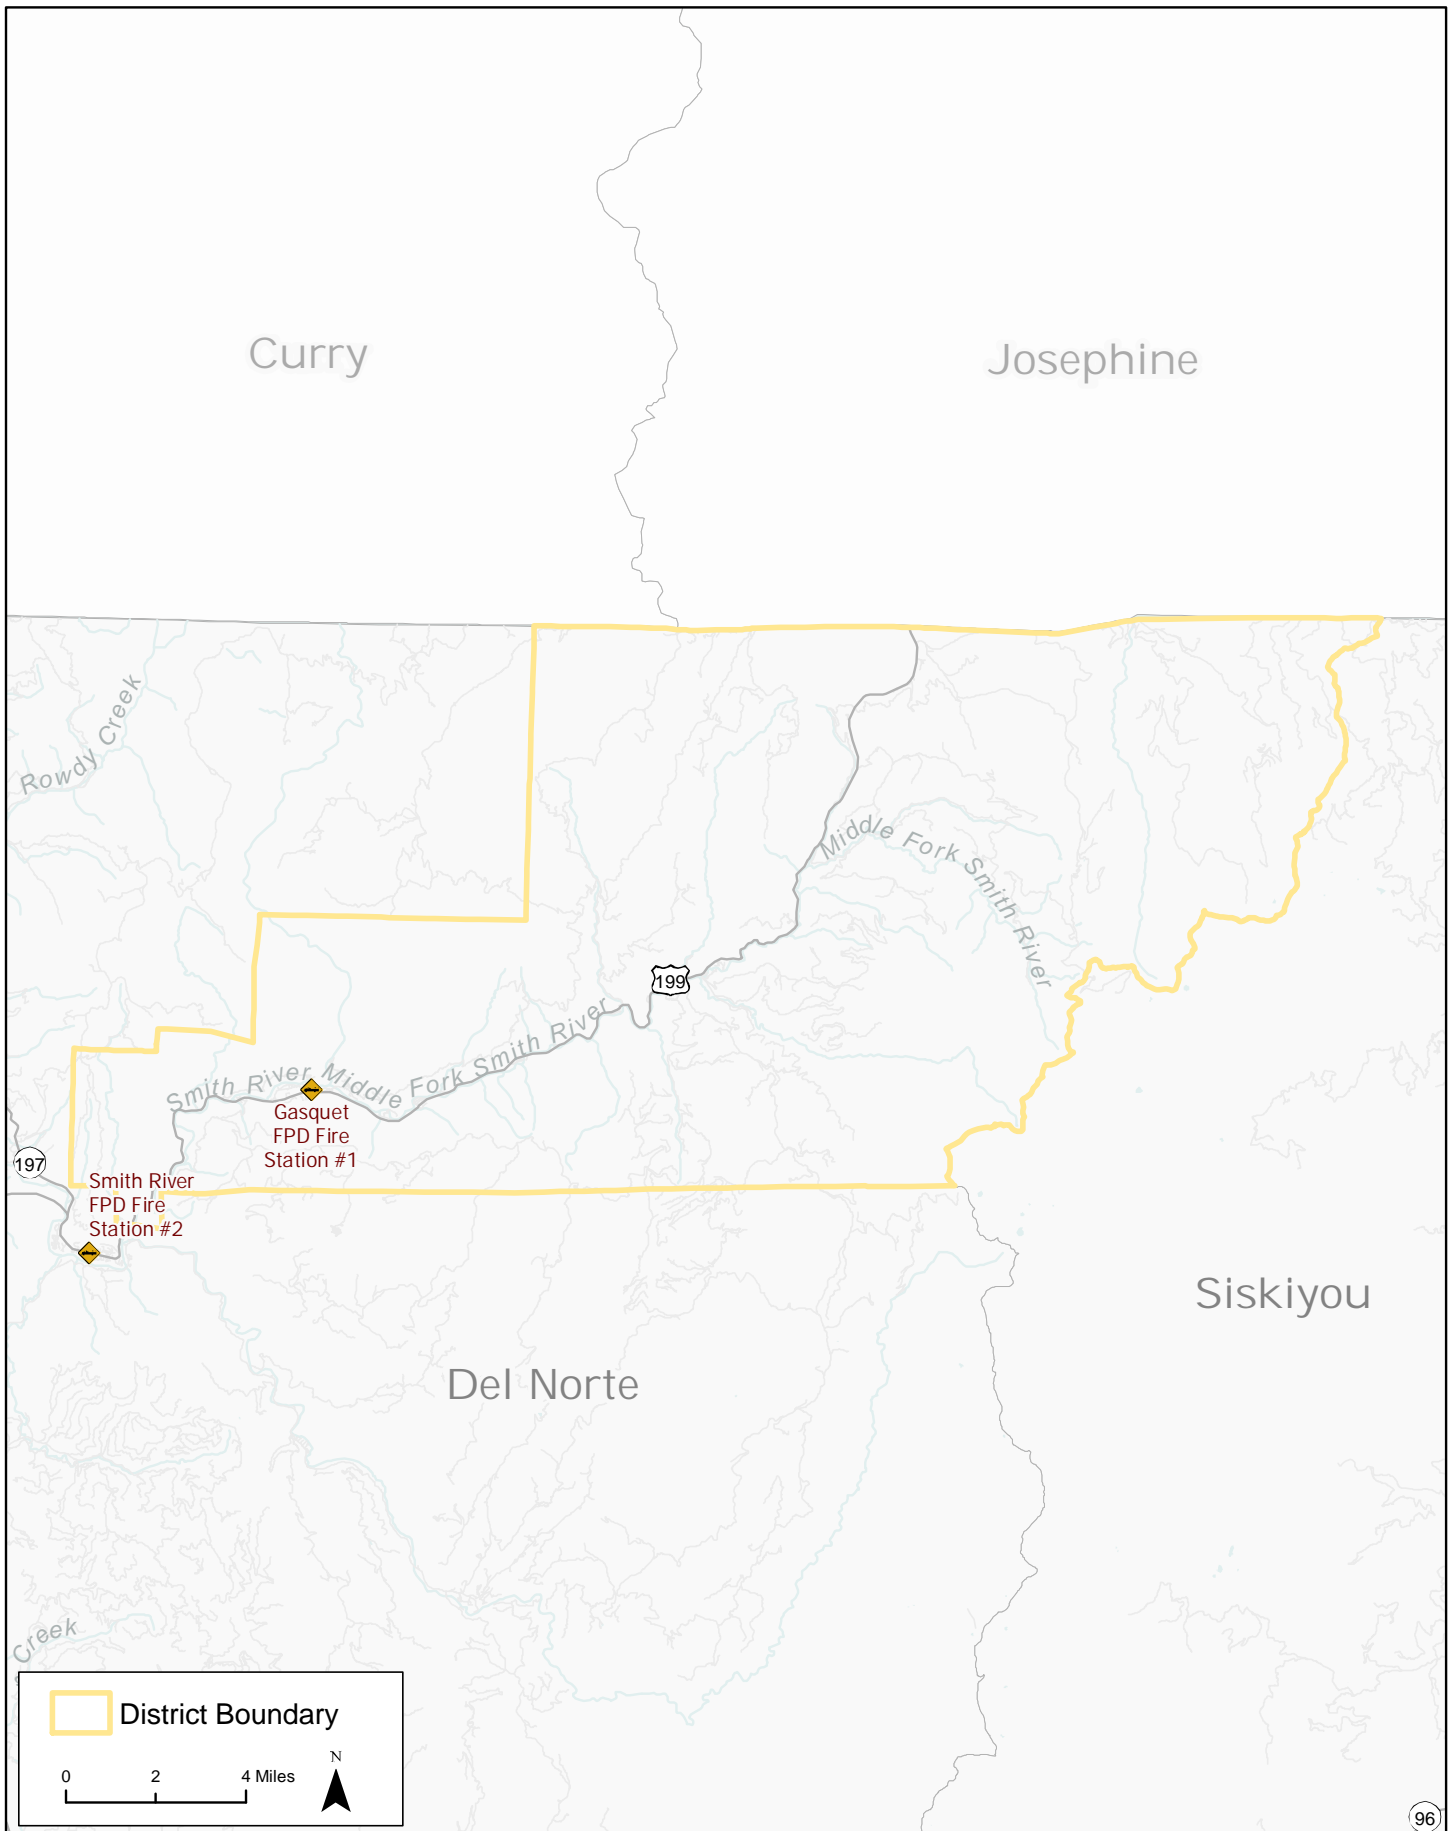 Curry
Josephine
Rowdy Creek
Middle Fork Smith River
199
Smith River Middle Fork Smith River
Gasquet
FPD Fire
Station #1
197
Smith River
FPD Fire
Station #2
Siskiyou
Del Norte
Creek
District Boundary
N
0 2 4 Miles
96